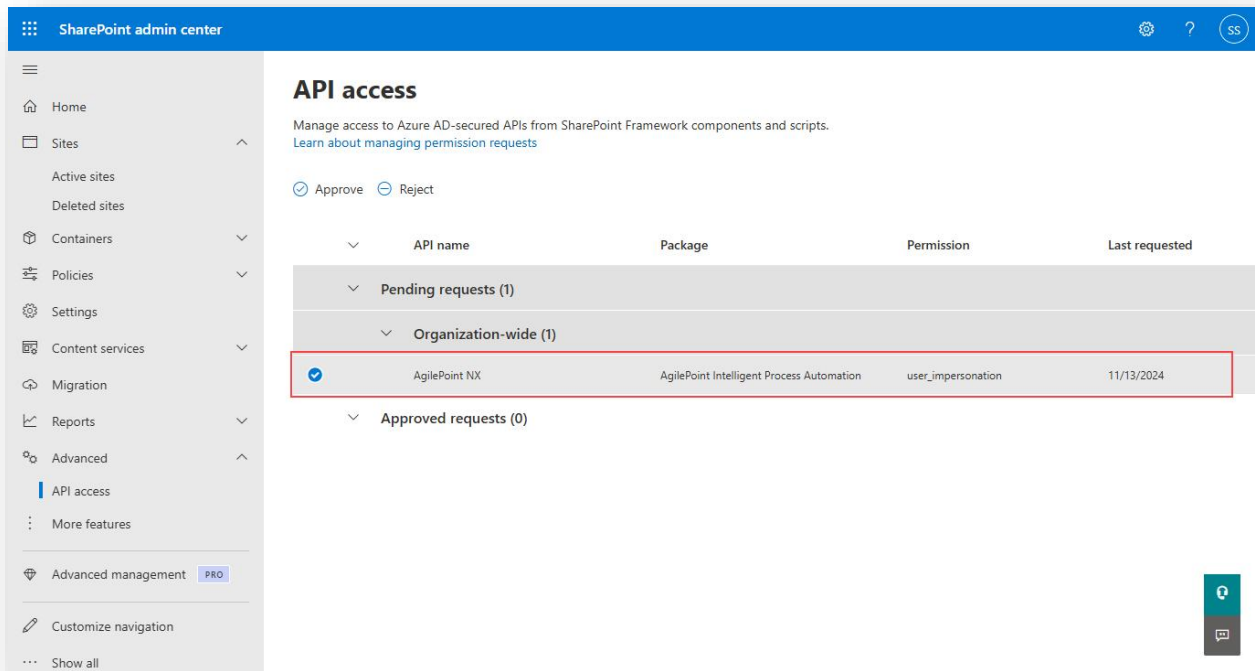 SharePoint admin center
?
SS
Home
Sites
Active sites
Deleted sites
Containers
Policies
Settings
Content services
Migration
Reports
Advanced
API access
More features
Advanced management PRO
Customize navigation
Show all
API access
Manage access to Azure AD-secured APIs from SharePoint Framework components and scripts.
Learn about managing permission requests
Approve Reject
API name Package Permission Last requested
Pending requests (1)
Organization-wide (1)
AgilePoint NX AgilePoint Intelligent Process Automation user_impersonation 11/13/2024
Approved requests (0)